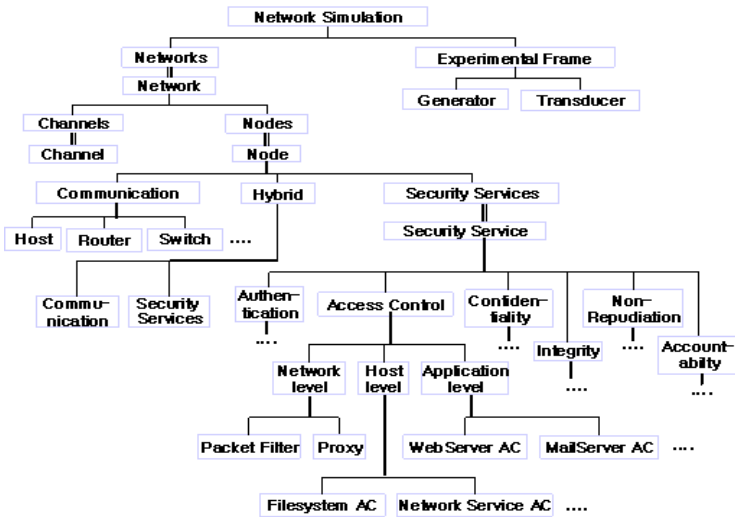 Network Simulation
Networks
Experimental Frame
Network
Generator
Transducer
Channels
Nodes
Channel
Node
Communication
Hybrid
Security Services
Host
Router
Switch
....
Security Service
Commu-
nication
Security
Services
Authen-
tication
....
Access Control
Confiden-
tiality
....
Integrity
....
Non-
Repudiation
....
Account-
abilty
....
Network
level
Host
level
Application
level
Packet Filter
Proxy
WebServer AC
MailServer AC
....
Filesystem AC
Network Service AC
....